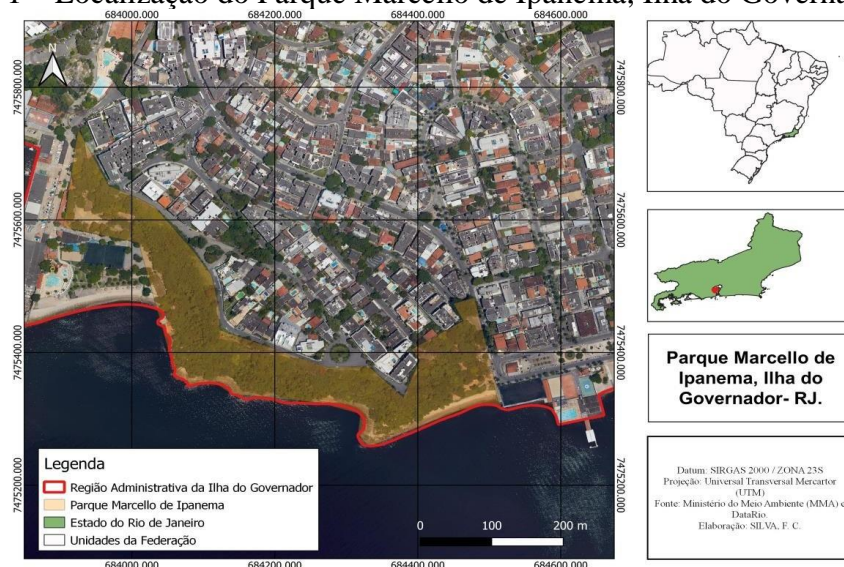 Localização do Parque Marcello de Ipanema, Ilha do Governa
684000.000 684200.000 684400.000 684600.000
N
7475800.000 7475800.000
7475600.000 7475600.000
7475400.000 7475400.000
7475200.000 7475200.000
Legenda
Região Administrativa da Ilha do Governador
Parque Marcello de Ipanema
Estado do Rio de Janeiro
Unidades da Federação
0 100 200 m
684000.000 684200.000 684400.000 684600.000
Parque Marcello de
Ipanema, Ilha do
Governador- RJ.
Datum: SIRGAS 2000 / ZONA 23S
Projeção: Universal Transversal Mercartor
(UTM)
Fonte: Ministério do Meio Ambiente (MMA) e
DataRio.
Elaboração: SILVA, F. C.